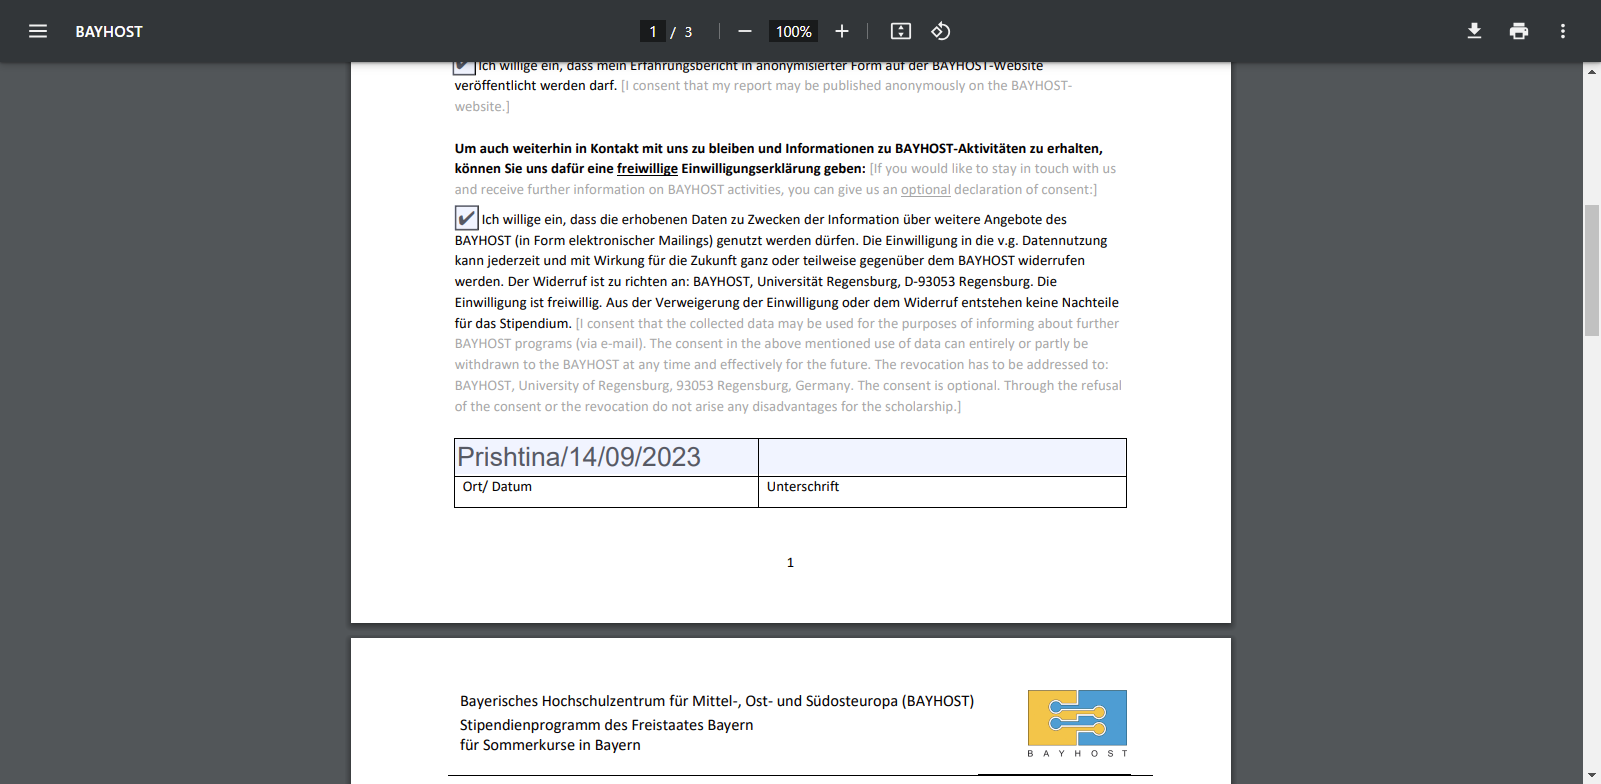 BAYHOST
1 / 3
100%
Ich willige ein, dass mein Erfahrungsbericht in anonymisierter Form auf der BAYHOST-Website
veröffentlicht werden darf. [I consent that my report may be published anonymously on the BAYHOST-
website.]
Um auch weiterhin in Kontakt mit uns zu bleiben und Informationen zu BAYHOST-Aktivitäten zu erhalten,
können Sie uns dafür eine freiwillige Einwilligungserklärung geben: [If you would like to stay in touch with us
and receive further information on BAYHOST activities, you can give us an optional declaration of consent:]
Ich willige ein, dass die erhobenen Daten zu Zwecken der Information über weitere Angebote des
BAYHOST (in Form elektronischer Mailings) genutzt werden dürfen. Die Einwilligung in die v.g. Datennutzung
kann jederzeit und mit Wirkung für die Zukunft ganz oder teilweise gegenüber dem BAYHOST widerrufen
werden. Der Widerruf ist zu richten an: BAYHOST, Universität Regensburg, D-93053 Regensburg. Die
Einwilligung ist freiwillig. Aus der Verweigerung der Einwilligung oder dem Widerruf entstehen keine Nachteile
für das Stipendium. [I consent that the collected data may be used for the purposes of informing about further
BAYHOST programs (via e-mail). The consent in the above mentioned use of data can entirely or partly be
withdrawn to the BAYHOST at any time and effectively for the future. The revocation has to be addressed to:
BAYHOST, University of Regensburg, 93053 Regensburg, Germany. The consent is optional. Through the refusal
of the consent or the revocation do not arise any disadvantages for the scholarship.]
Prishtina/14/09/2023
Ort/ Datum
Unterschrift
1
Bayerisches Hochschulzentrum für Mittel-, Ost- und Südosteuropa (BAYHOST)
Stipendienprogramm des Freistaates Bayern
für Sommerkurse in Bayern
BAYHOST